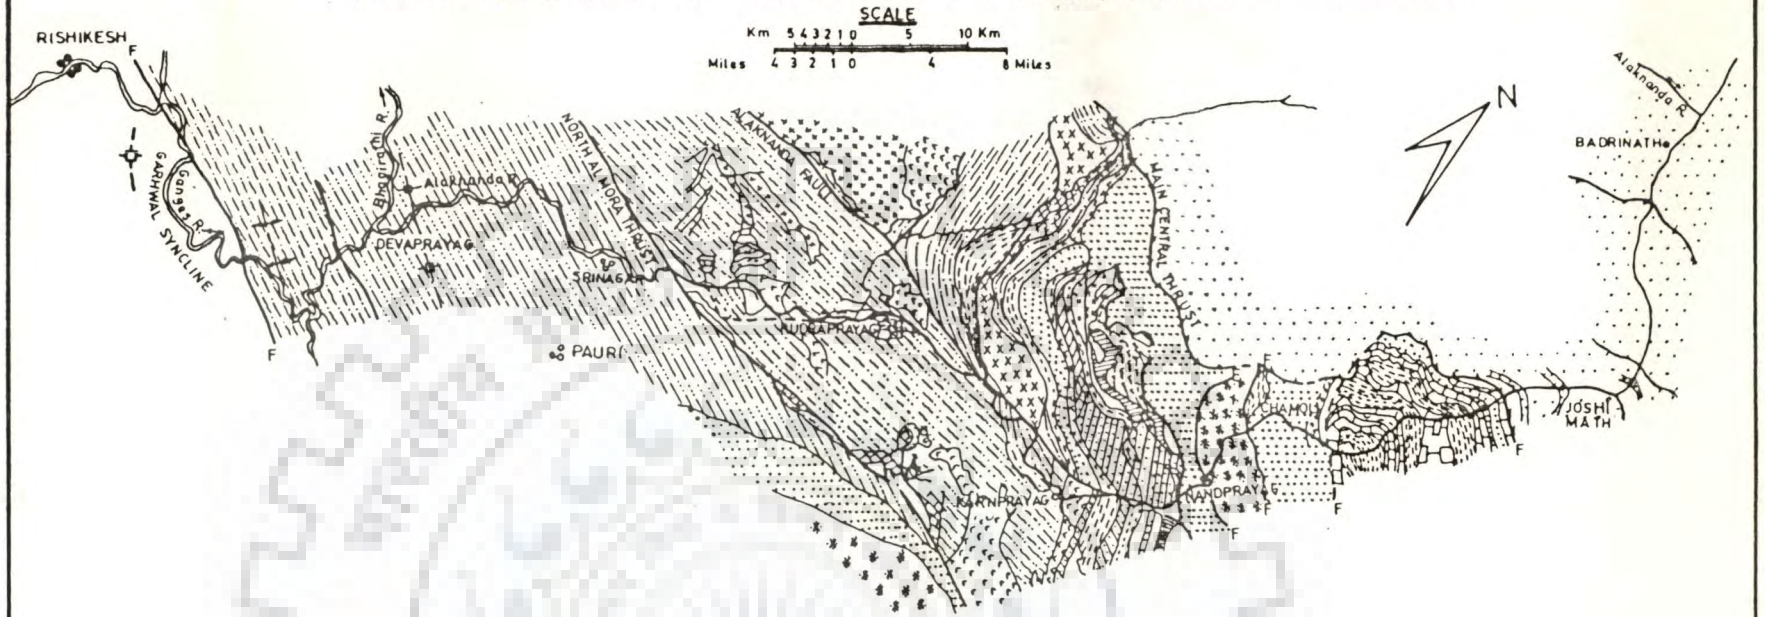 SCALE
Km 5 4 3 2 1 0 5 10 Km
Miles 4 3 2 1 0 4 8 Miles
RISHIKESH
F
N
Alaknanda R.
BADRINATH
Bhagirathi R.
NORTH ALMORA THRUST
ALAKNANDA FAULT
MAIN CENTRAL THRUST
Ganges R.
GARHWAL SYNCLINE
Alakhanda R.
DEVAPRAYAG
SRINAGAR
RUDRAPRAYAG
PAURI
F
F
CHAMOLI
JOSHI
MATH
F
KARNPRAYAG
NANDPRAYAG
F
F
F